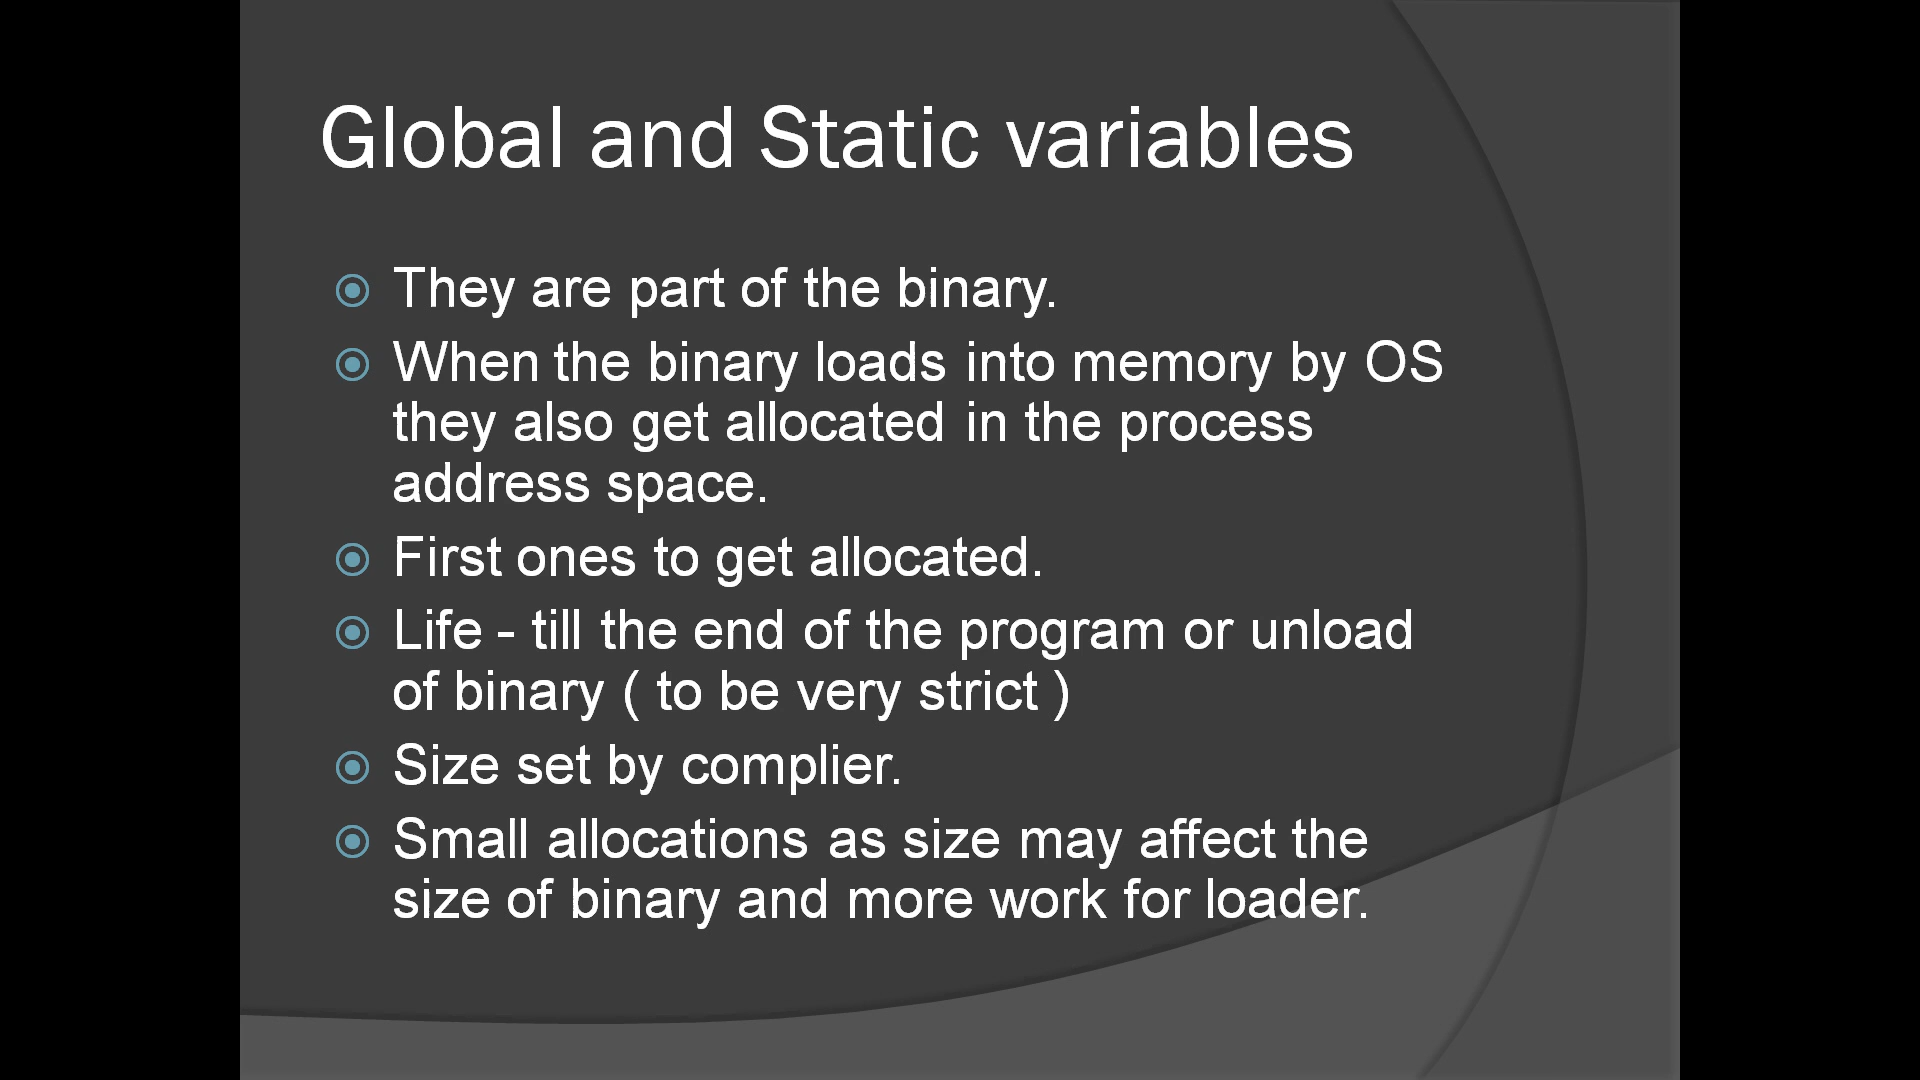 Global and Static variables
They are part of the binary.
When the binary loads into memory by OS
they also get allocated in the process
address space.
First ones to get allocated.
Life - till the end of the program or unload
of binary ( to be very strict )
Size set by complier.
Small allocations as size may affect the
size of binary and more work for loader.